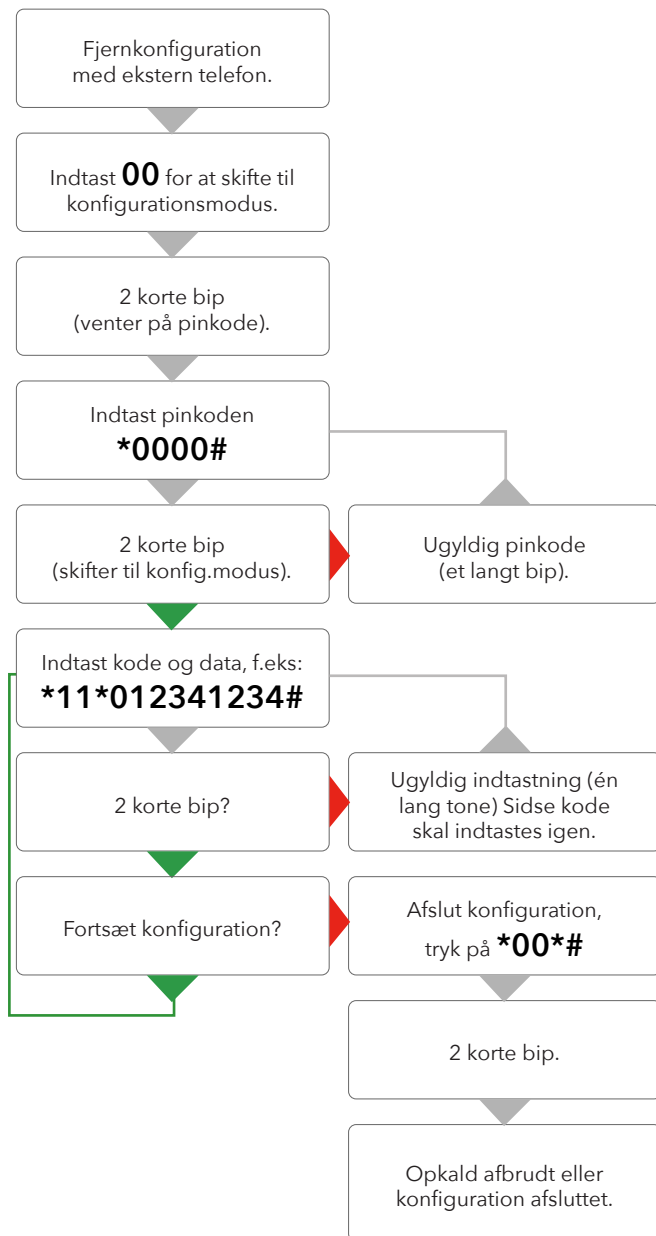 Fjernkonfiguration
med ekstern telefon.
Indtast 00 for at skifte til
konfigurationsmodus.
2 korte bip
(venter på pinkode).
Indtast pinkoden
*0000#
2 korte bip
(skifter til konfig.modus).
Ugyldig pinkode
(et langt bip).
Indtast kode og data, f.eks:
*11*012341234#
2 korte bip?
Ugyldig indtastning (én
lang tone) Sidse kode
skal indtastes igen.
Fortsæt konfiguration?
Afslut konfiguration,
tryk på *00*#
2 korte bip.
Opkald afbrudt eller
konfiguration afsluttet.